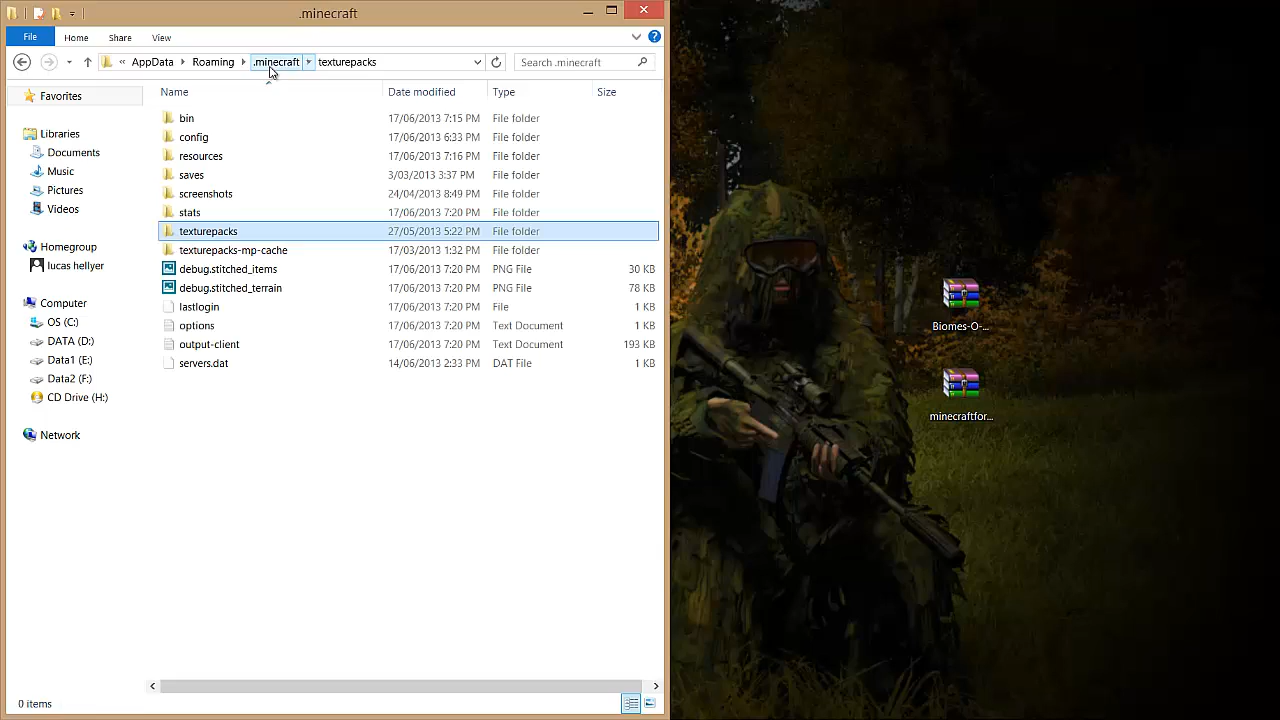 .minecraft
File Home Share View
« AppData Roaming .minecraft texturepacks Search .minecraft
Name Date modified Type Size
Favorites
Libraries
Documents
Music
Pictures
Videos
Homegroup
lucas hellyer
Computer
OS (C:)
DATA (D:)
Data1 (E:)
Data2 (F:)
CD Drive (H:)
Network
bin 17/06/2013 7:15 PM File folder
config 17/06/2013 6:33 PM File folder
resources 17/06/2013 7:16 PM File folder
saves 3/03/2013 3:37 PM File folder
screenshots 24/04/2013 8:49 PM File folder
stats 17/06/2013 7:20 PM File folder
texturepacks 27/05/2013 5:22 PM File folder
texturepacks-mp-cache 17/03/2013 1:32 PM File folder
debug.stitched_items 17/06/2013 7:20 PM PNG File 30 KB
debug.stitched_terrain 17/06/2013 7:20 PM PNG File 78 KB
lastlogin 17/06/2013 7:20 PM File 1 KB
options 17/06/2013 7:20 PM Text Document 1 KB
output-client 17/06/2013 7:20 PM Text Document 193 KB
servers.dat 14/06/2013 2:33 PM DAT File 1 KB
0 items
Biomes-O-...
minecraftfor...